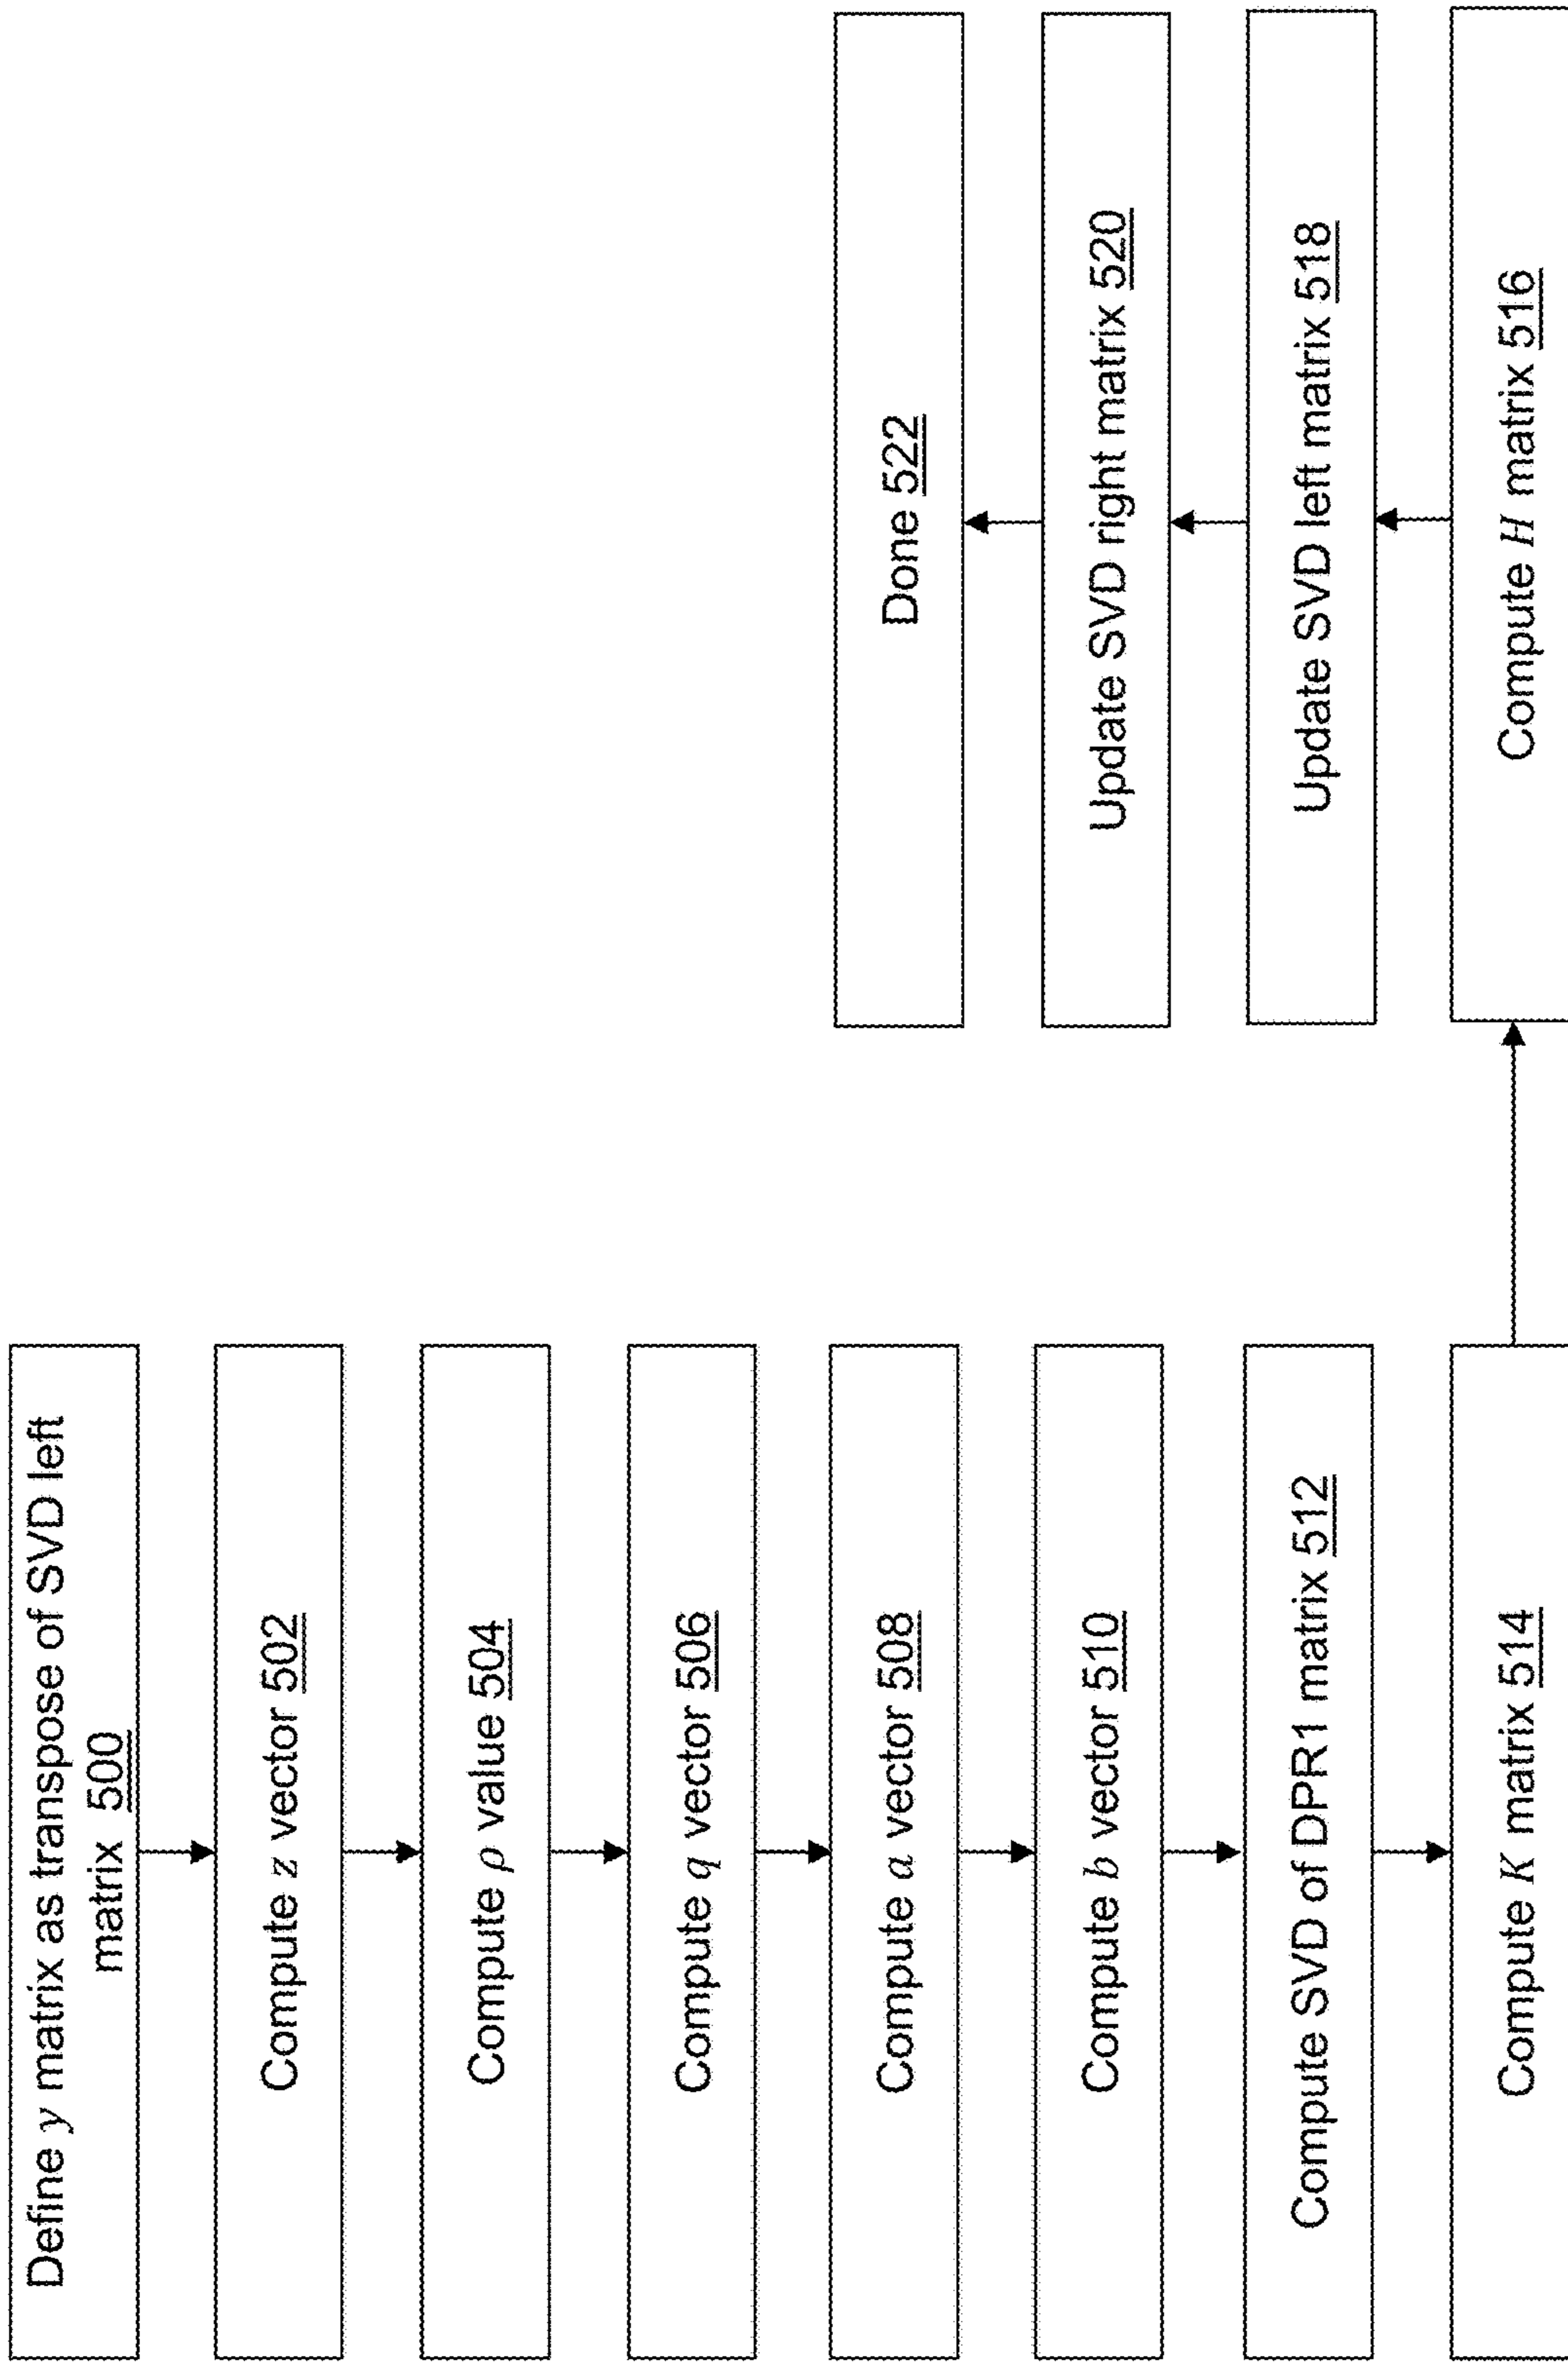 Define y matrix as transpose of SVD left
matrix 500
Compute z vector 502
Compute ρ value 504
Compute q vector 506
Compute a vector 508
Compute b vector 510
Compute SVD of DPR1 matrix 512
Compute K matrix 514
Compute H matrix 516
Update SVD left matrix 518
Update SVD right matrix 520
Done 522